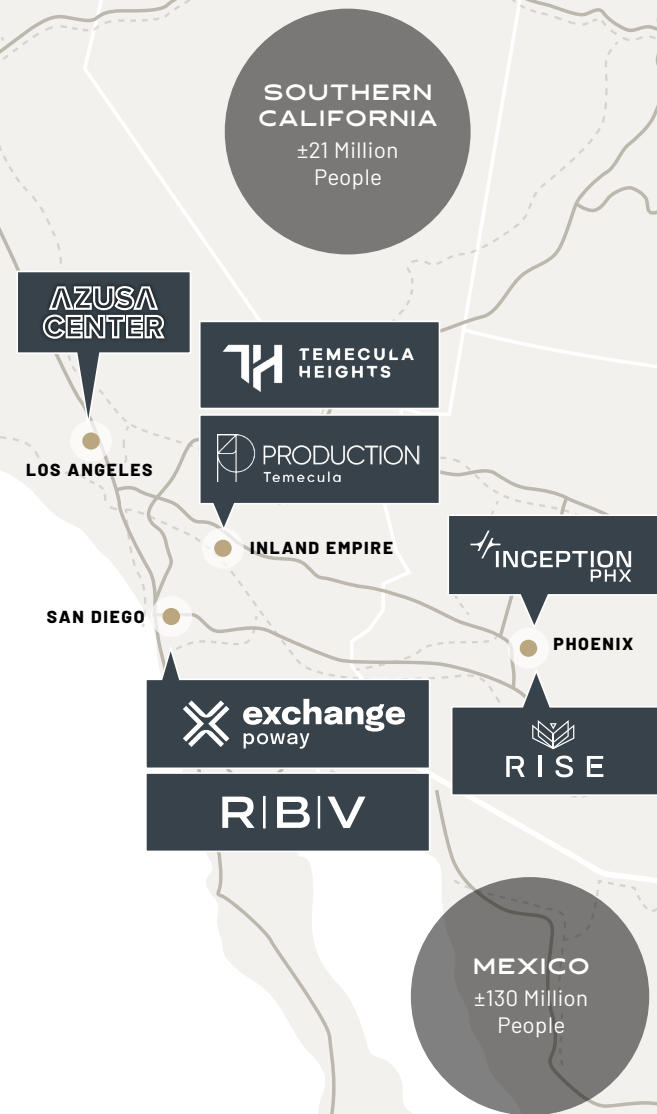 SOUTHERN
CALIFORNIA
±21 Million
People
AZUSA
CENTER
TH
TEMECULA
HEIGHTS
PRODUCTION
Temecula
LOS ANGELES
INLAND EMPIRE
INCEPTION
PHX
SAN DIEGO
PHOENIX
exchange
poway
RISE
R|B|V
MEXICO
±130 Million
People